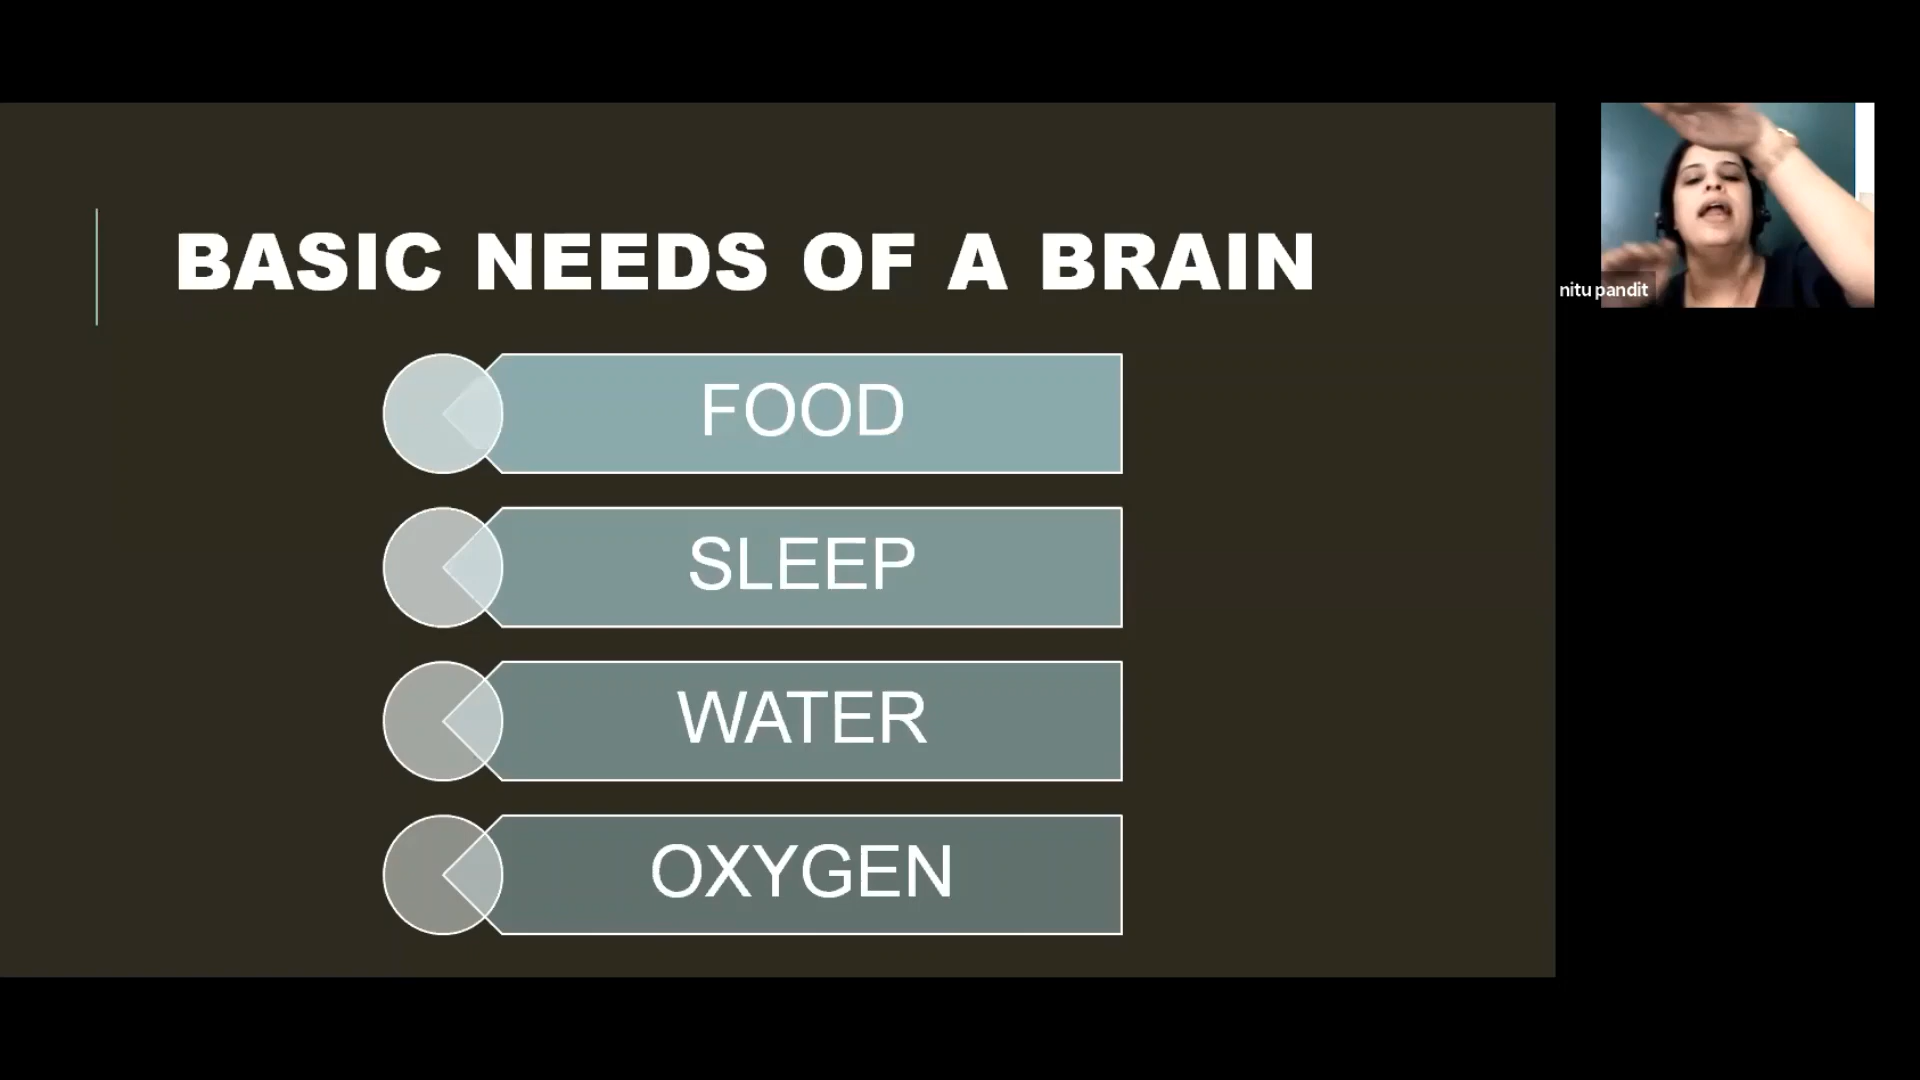 BASIC NEEDS OF A BRAIN
FOOD
SLEEP
WATER
OXYGEN
nitu pandit